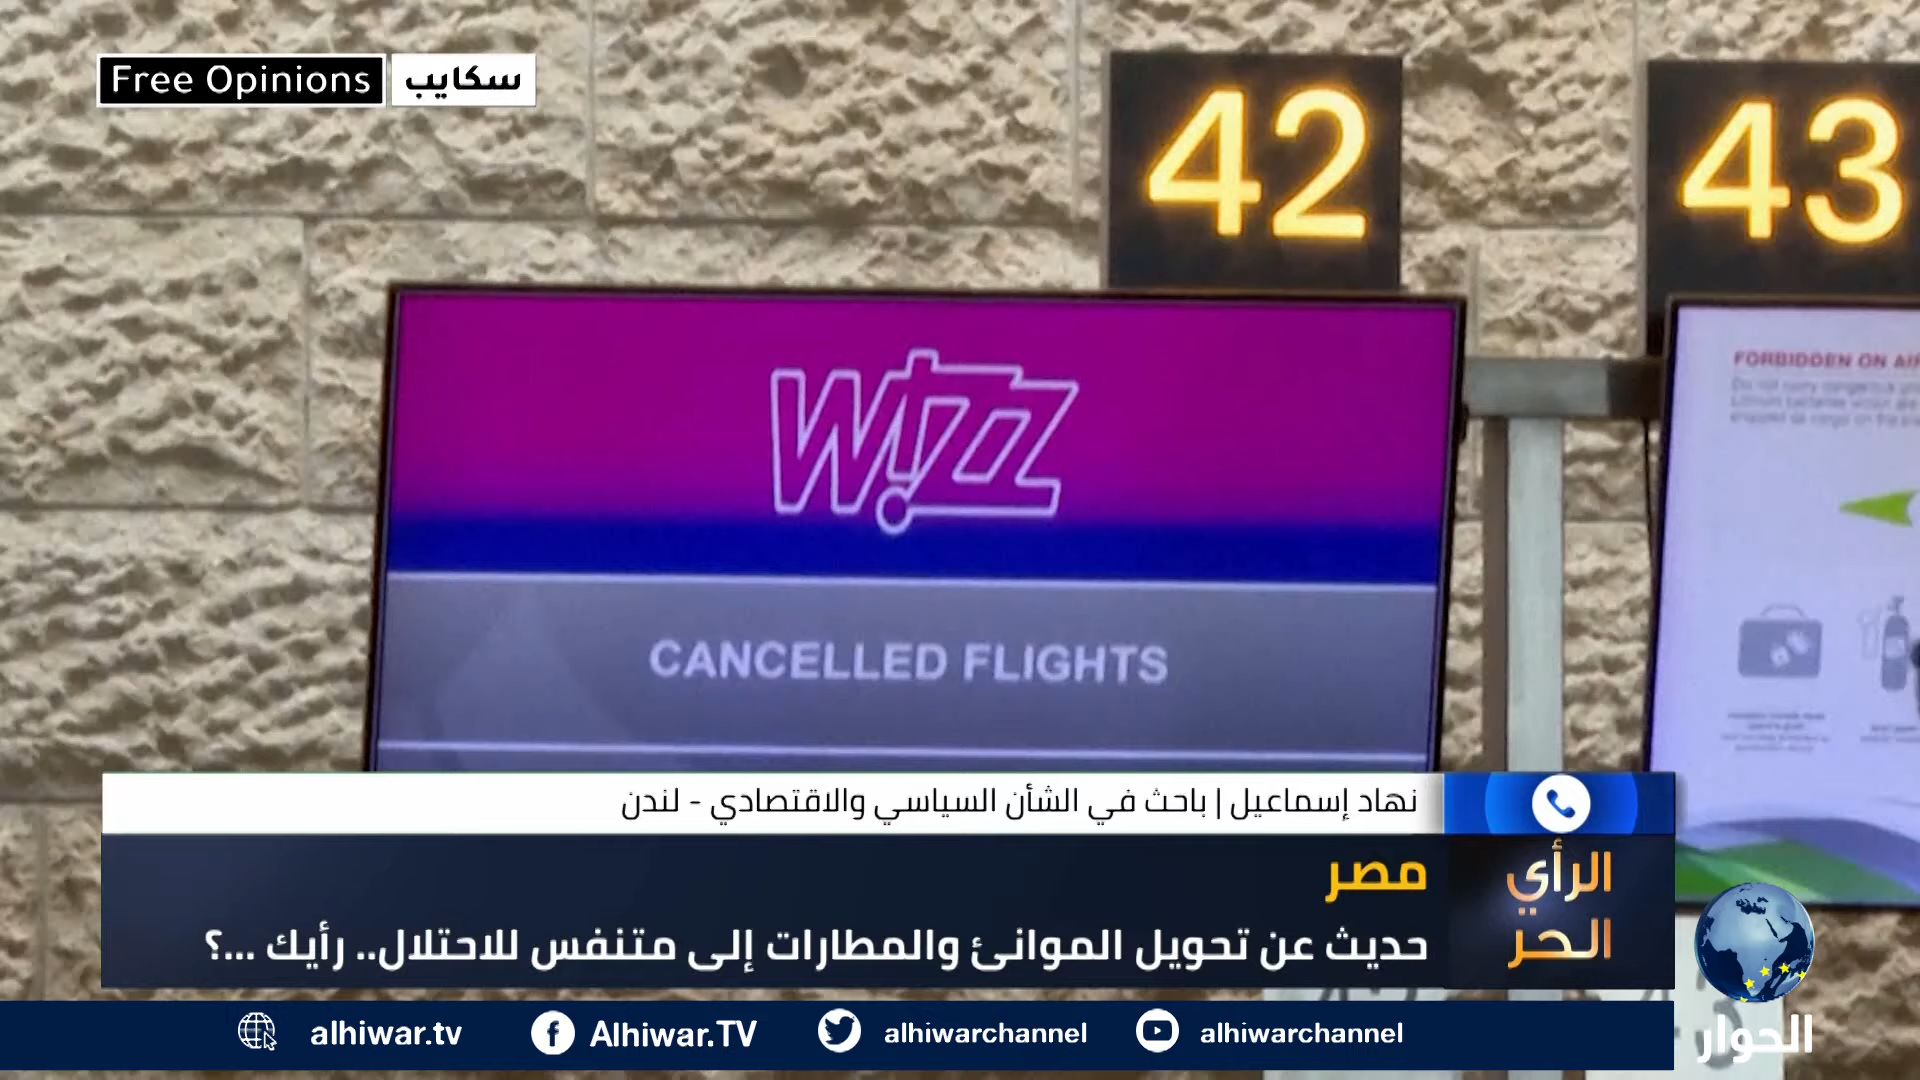 Free Opinions سكايب
42
43
WIZZ
CANCELLED FLIGHTS
FORBIDDEN ON AIR
نهاد إسماعيل | باحث في الشأن السياسي والاقتصادي - لندن
الرأي الحر
مصر
حديث عن تحويل الموانئ والمطارات إلى متنفس للاحتلال.. رأيك ...؟
alhiwar.tv Alhiwar.TV alhiwarchannel alhiwarchannel
الحوار